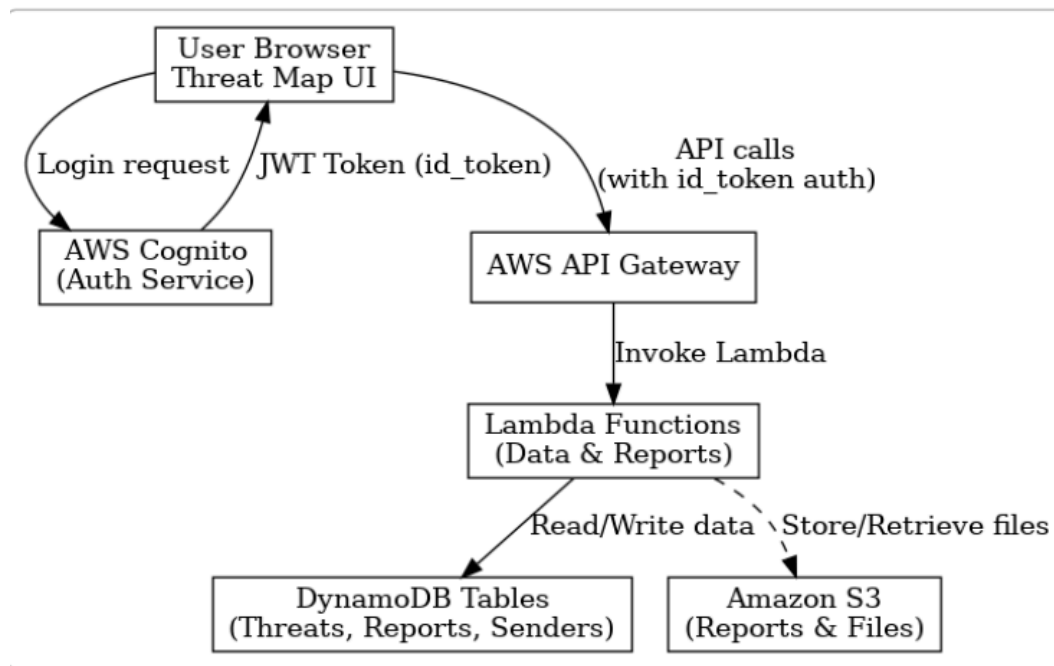 User Browser
Threat Map UI
Login request
JWT Token (id_token)
API calls
(with id_token auth)
AWS Cognito
(Auth Service)
AWS API Gateway
Invoke Lambda
Lambda Functions
(Data & Reports)
Read/Write data
Store/Retrieve files
DynamoDB Tables
(Threats, Reports, Senders)
Amazon S3
(Reports & Files)